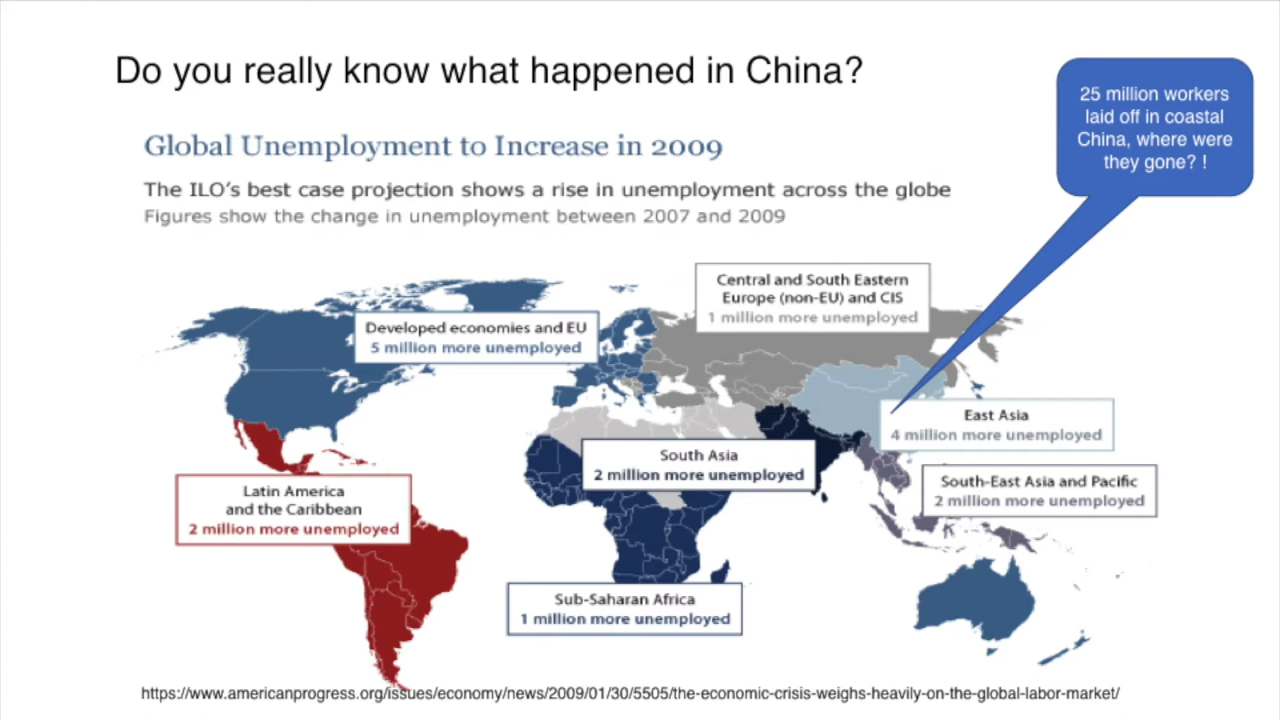 Do you really know what happened in China?
25 million workers
laid off in coastal
China, where were
they gone? !
Global Unemployment to Increase in 2009
The ILO's best case projection shows a rise in unemployment across the globe
Figures show the change in unemployment between 2007 and 2009
Central and South Eastern
Europe (non-EU) and CIS
1 million more unemployed
Developed economies and EU
5 million more unemployed
East Asia
4 million more unemployed
South Asia
2 million more unemployed
South-East Asia and Pacific
2 million more unemployed
Latin America
and the Caribbean
2 million more unemployed
Sub-Saharan Africa
1 million more unemployed
https://www.americanprogress.org/issues/economy/news/2009/01/30/5505/the-economic-crisis-weighs-heavily-on-the-global-labor-market/